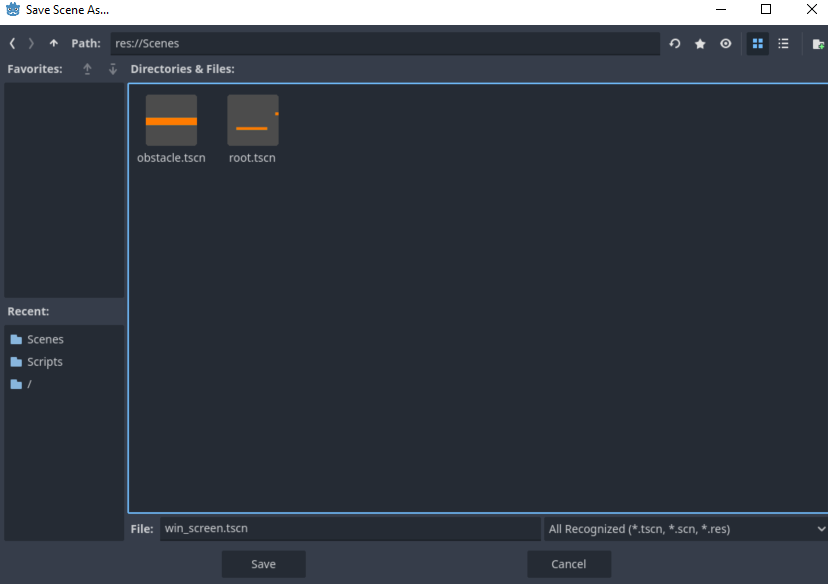 Save Scene As...
Path: res://Scenes
Favorites: Directories & Files:
obstacle.tscn root.tscn
Recent:
Scenes
Scripts
/
File: win_screen.tscn All Recognized (*.tscn, *.scn, *.res)
Save Cancel